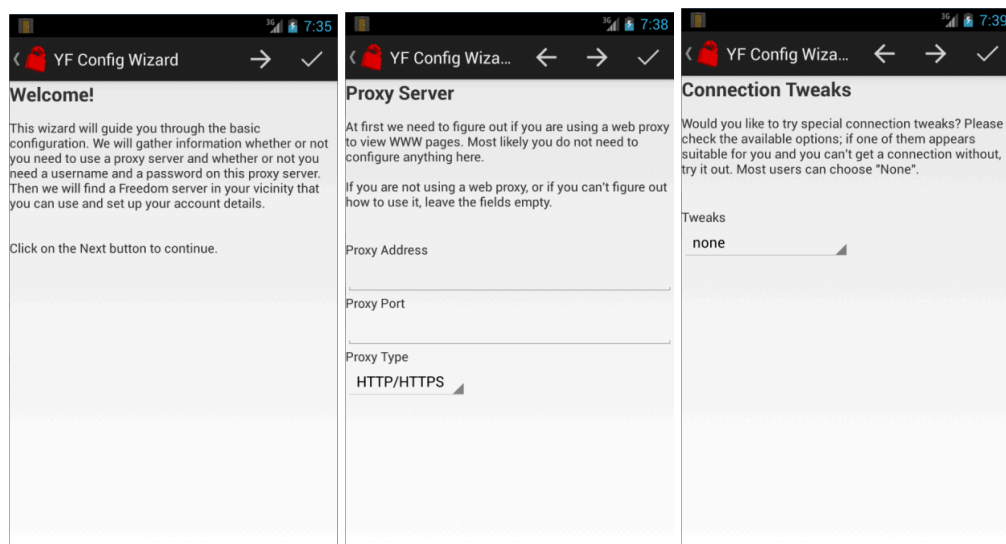 3G 7:35
YF Config Wizard
Welcome!
This wizard will guide you through the basic
configuration. We will gather information whether or not
you need to use a proxy server and whether or not you
need a username and a password on this proxy server.
Then we will find a Freedom server in your vicinity that
you can use and set up your account details.
Click on the Next button to continue.
3G 7:38
YF Config Wiza...
Proxy Server
At first we need to figure out if you are using a web proxy
to view WWW pages. Most likely you do not need to
configure anything here.
If you are not using a web proxy, or if you can't figure out
how to use it, leave the fields empty.
Proxy Address
Proxy Port
Proxy Type
HTTP/HTTPS
3G 7:39
YF Config Wiza...
Connection Tweaks
Would you like to try special connection tweaks? Please
check the available options; if one of them appears
suitable for you and you can't get a connection without,
try it out. Most users can choose "None".
Tweaks
none